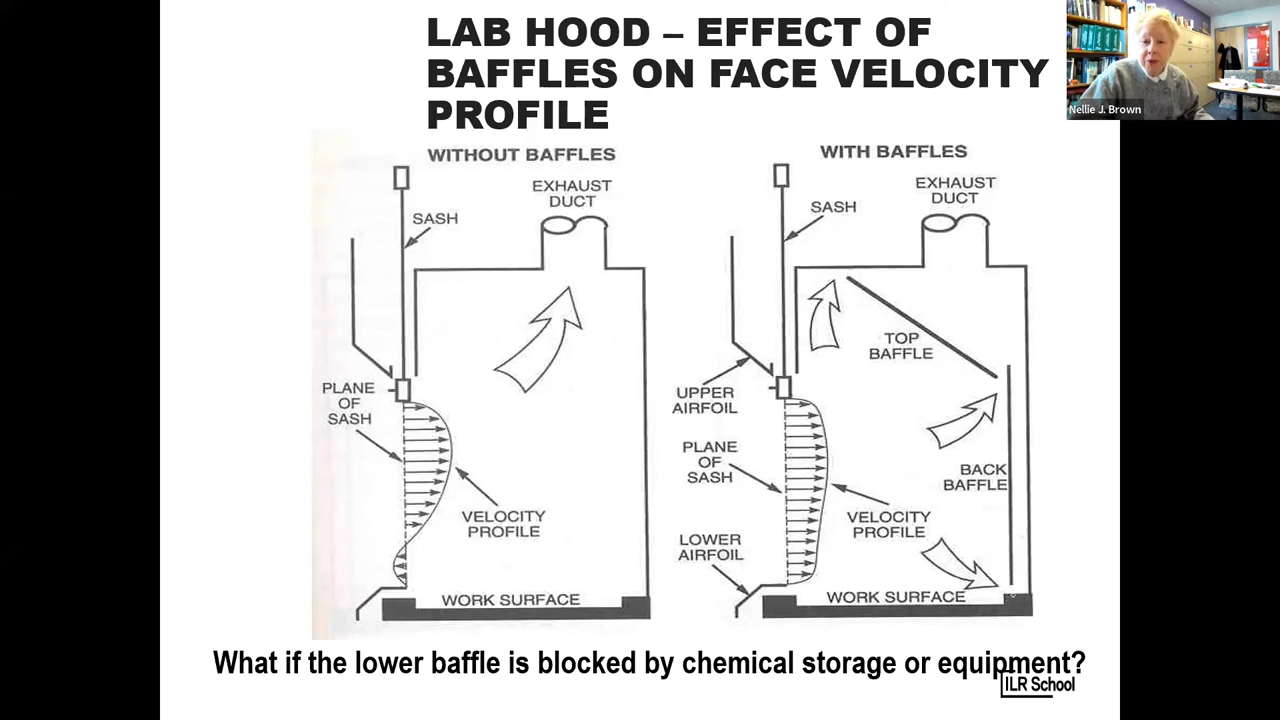 LAB HOOD – EFFECT OF
BAFFLES ON FACE VELOCITY
PROFILE
Nellie J. Brown
WITHOUT BAFFLES
EXHAUST
DUCT
SASH
PLANE
OF
SASH
VELOCITY
PROFILE
WORK SURFACE
WITH BAFFLES
EXHAUST
DUCT
SASH
TOP
BAFFLE
UPPER
AIRFOIL
PLANE
OF
SASH
BACK
BAFFLE
VELOCITY
PROFILE
LOWER
AIRFOIL
WORK SURFACE
What if the lower baffle is blocked by chemical storage or equipment?
ILR School